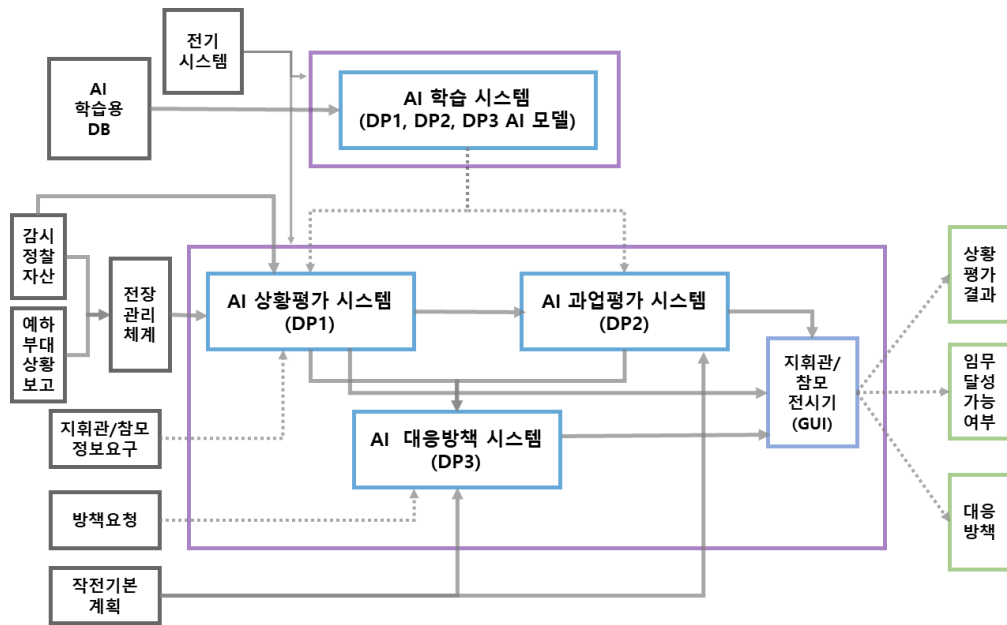 전기
시스템
AI
학습용
DB
AI 학습 시스템
(DP1, DP2, DP3 AI 모델)
감시
정찰
자산
예하
부대
상황
보고
전장
관리
체계
AI 상황평가 시스템
(DP1)
AI 과업평가 시스템
(DP2)
지휘관/
참모
전시기
(GUI)
AI 대응방책 시스템
(DP3)
지휘관/참모
정보요구
방책요청
작전기본
계획
상황
평가
결과
임무
달성
가능
여부
대응
방책